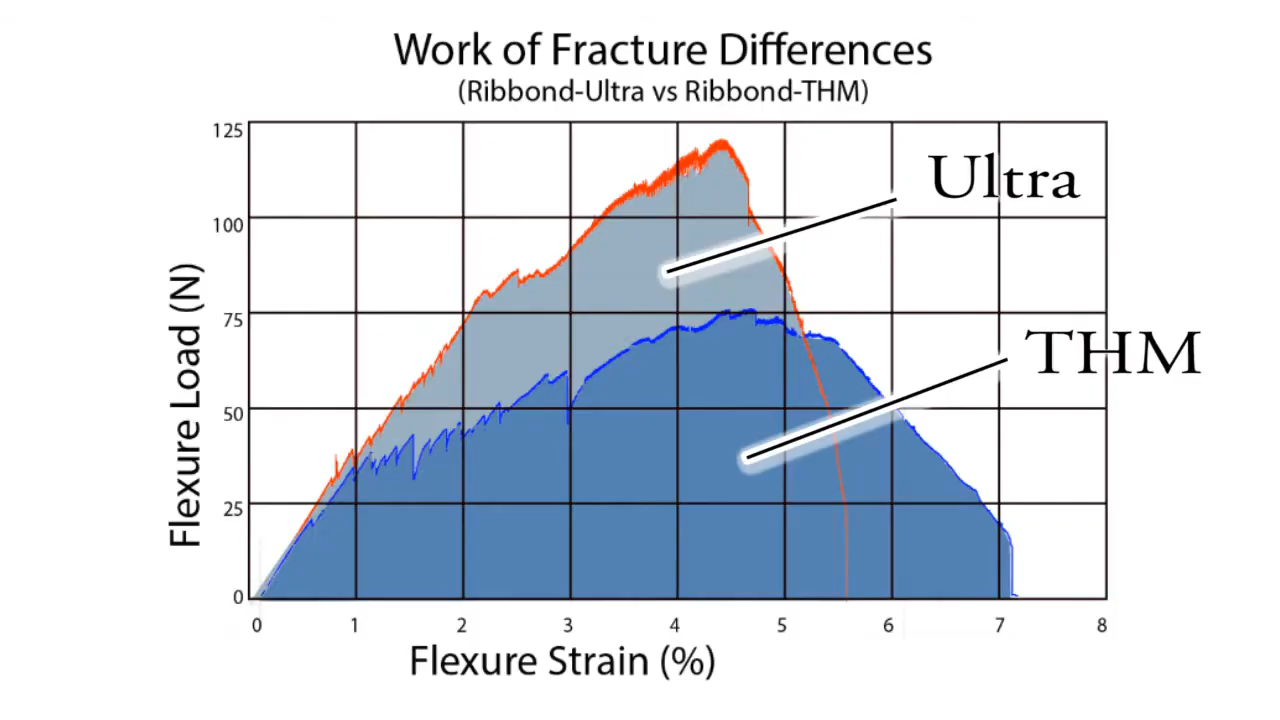 Work of Fracture Differences
(Ribbond-Ultra vs Ribbond-THM)
125
100
75
50
25
0
Flexure Load (N)
Ultra
THM
0 1 2 3 4 5 6 7 8
Flexure Strain (%)